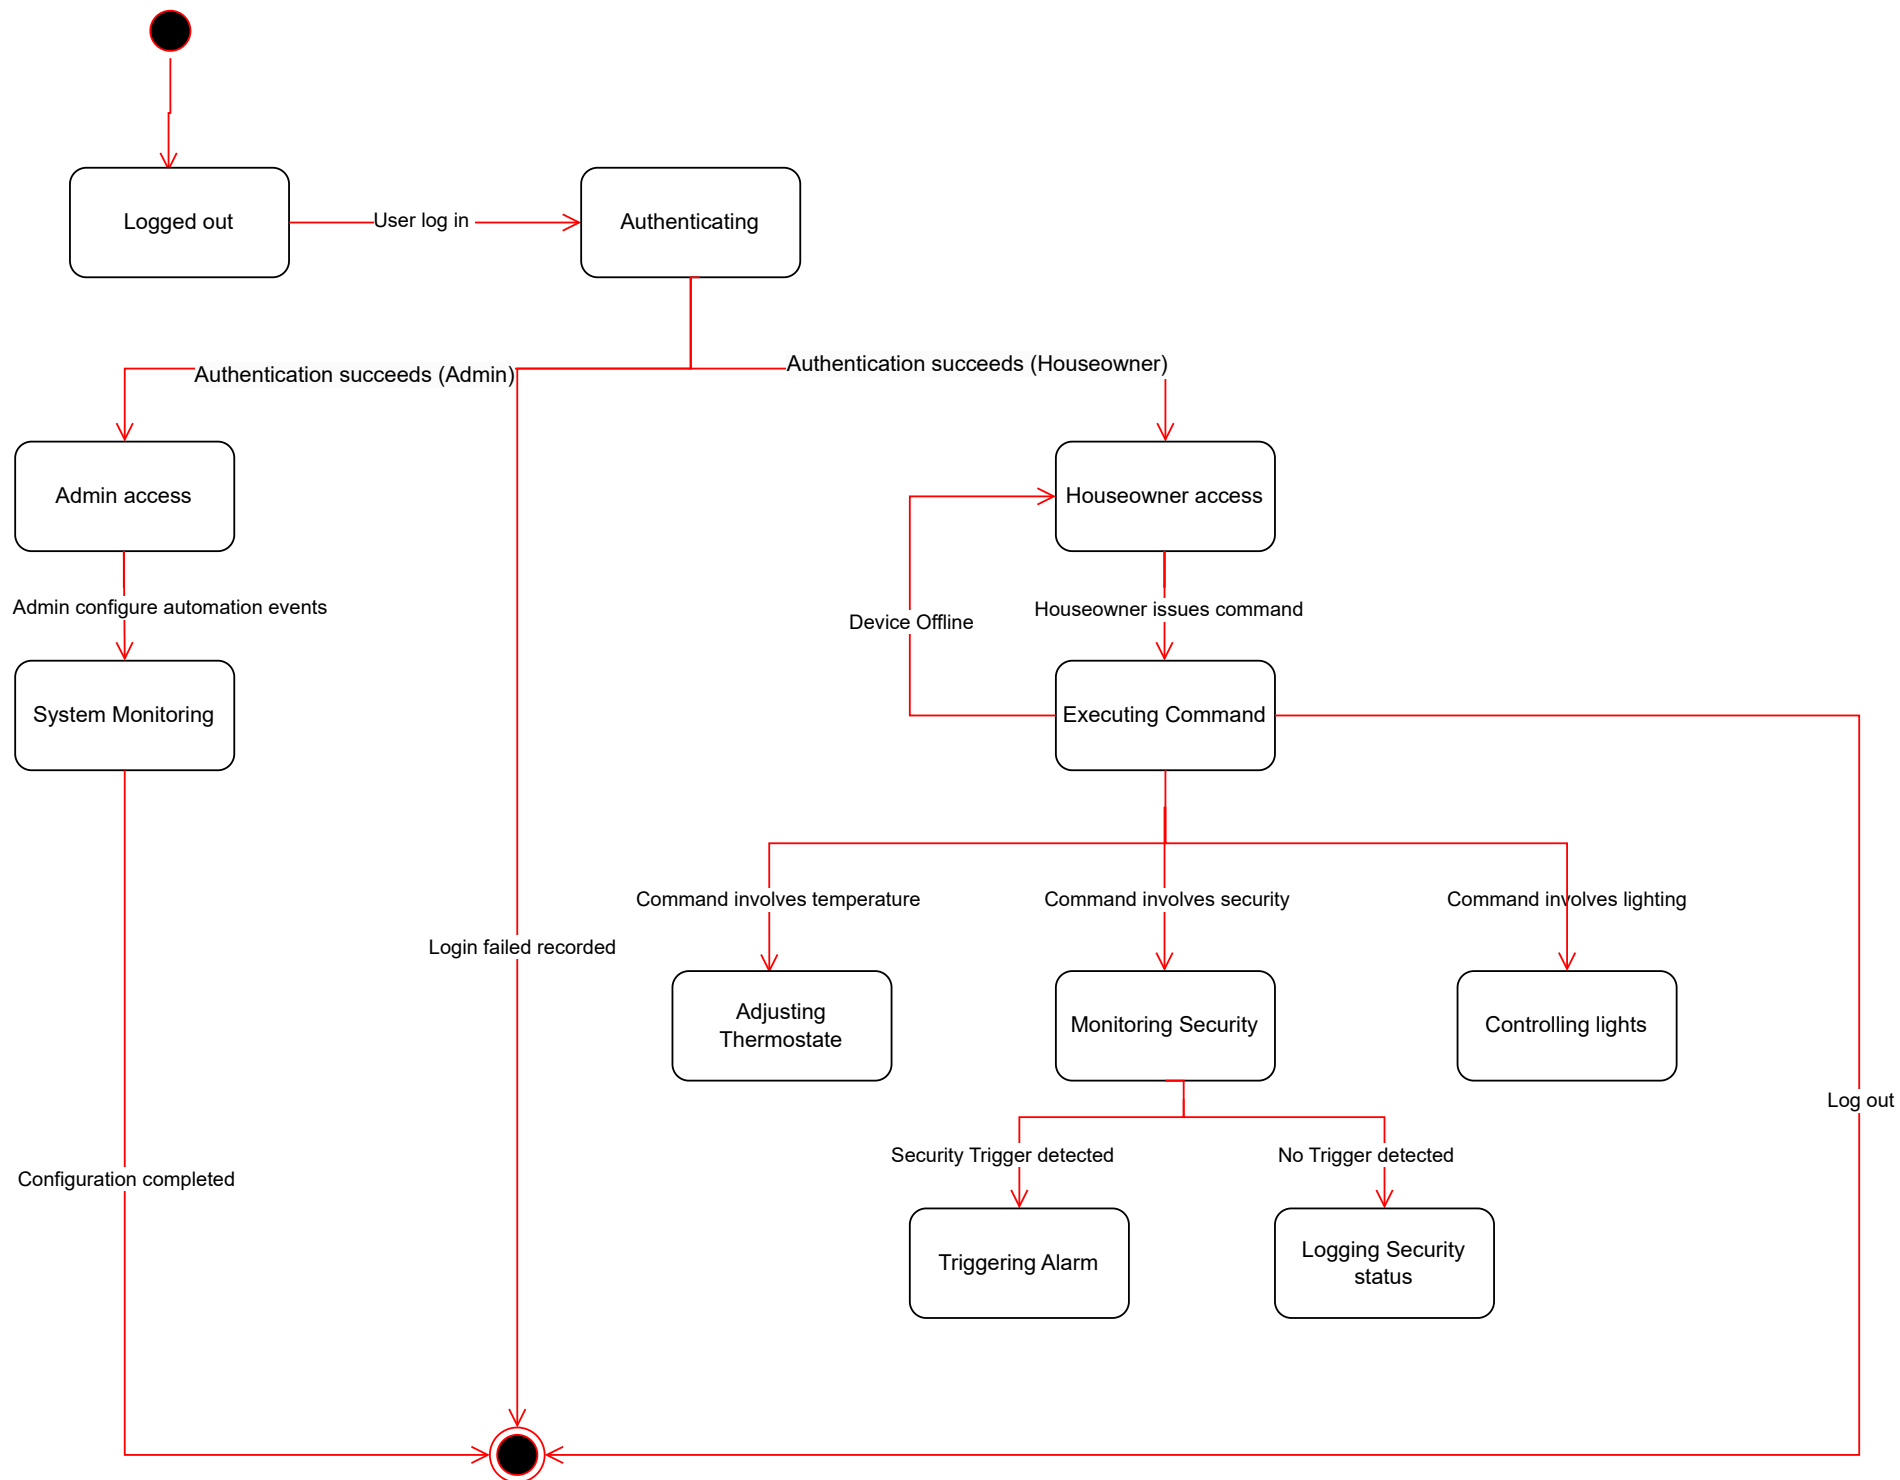 Logged out
User log in
Authenticating
Authentication succeeds (Admin)
Authentication succeeds (Houseowner)
Admin access
Houseowner access
Admin configure automation events
Device Offline
Houseowner issues command
System Monitoring
Executing Command
Command involves temperature
Command involves security
Command involves lighting
Login failed recorded
Adjusting
Thermostate
Monitoring Security
Controlling lights
Log out
Security Trigger detected
No Trigger detected
Configuration completed
Triggering Alarm
Logging Security
status